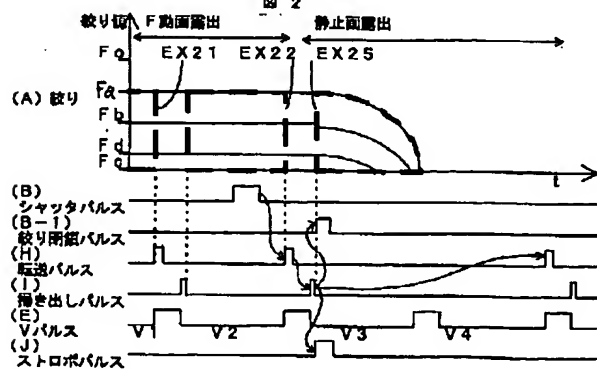 図 2
絞り値 F 動画露出 静止画露出
Fo EX21 EX22 EX2S
Fa
(A) 絞り Fb
Fd
Fc
t
(B)
シャッタパルス
(B-1)
絞り閉鎖パルス
(H)
転送パルス
(I)
掃き出しパルス
(E)
Vパルス V1 V2 V3 V4
(J)
ストロボパルス